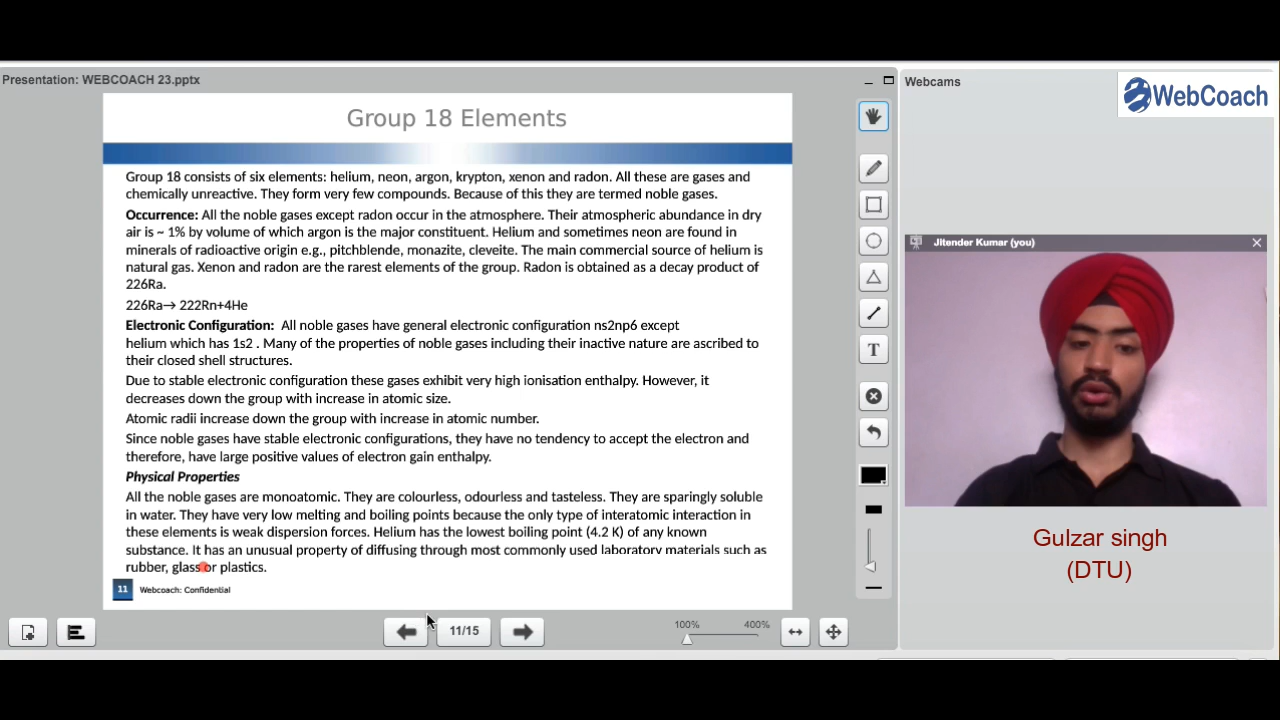 Presentation: WEBCOACH 23.pptx
Webcams
WebCoach
Group 18 Elements
Group 18 consists of six elements: helium, neon, argon, krypton, xenon and radon. All these are gases and
chemically unreactive. They form very few compounds. Because of this they are termed noble gases.
Occurrence: All the noble gases except radon occur in the atmosphere. Their atmospheric abundance in dry
air is ~ 1% by volume of which argon is the major constituent. Helium and sometimes neon are found in
minerals of radioactive origin e.g., pitchblende, monazite, cleveite. The main commercial source of helium is
natural gas. Xenon and radon are the rarest elements of the group. Radon is obtained as a decay product of
226Ra.
226Ra→ 222Rn+4He
Electronic Configuration: All noble gases have general electronic configuration ns2np6 except
helium which has 1s2 . Many of the properties of noble gases including their inactive nature are ascribed to
their closed shell structures.
Due to stable electronic configuration these gases exhibit very high ionisation enthalpy. However, it
decreases down the group with increase in atomic size.
Atomic radii increase down the group with increase in atomic number.
Since noble gases have stable electronic configurations, they have no tendency to accept the electron and
therefore, have large positive values of electron gain enthalpy.
Physical Properties
All the noble gases are monoatomic. They are colourless, odourless and tasteless. They are sparingly soluble
in water. They have very low melting and boiling points because the only type of interatomic interaction in
these elements is weak dispersion forces. Helium has the lowest boiling point (4.2 K) of any known
substance. It has an unusual property of diffusing through most commonly used laboratory materials such as
rubber, glass or plastics.
11 Webcoach: Confidential
11/15
100% 400%
T
Jitender Kumar (you)
Gulzar singh
(DTU)